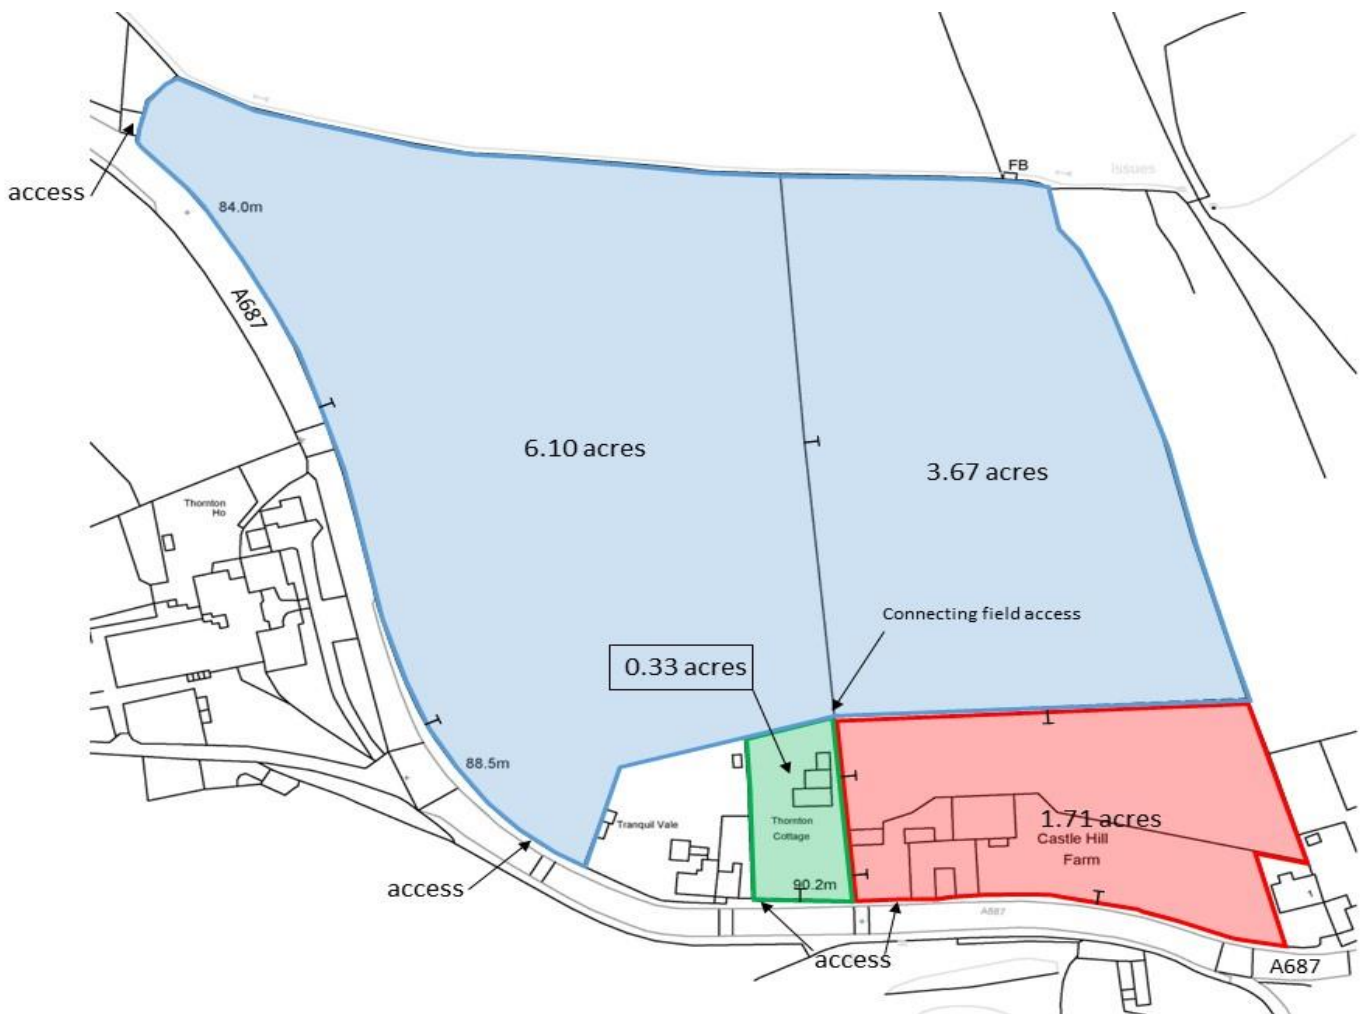 FB
Issues
access
84.0m
A687
6.10 acres
3.67 acres
Thornton
Ho
Connecting field access
0.33 acres
88.5m
Tranquil Vale
Thornton
Cottage
1.71 acres
Castle Hill
Farm
90.2m
access
A687
1
access
A687